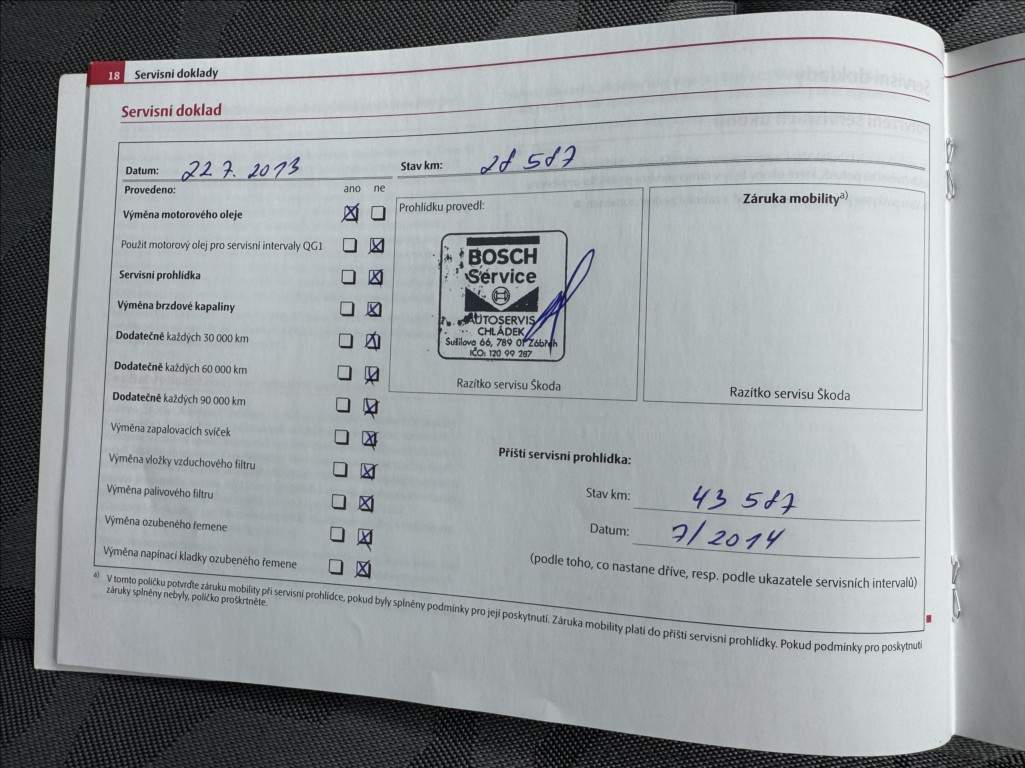 18 Servisní doklady
Servisní doklad
Datum: 22.7.2013
Stav km: 28 587
Provedeno: ano ne
Výměna motorového oleje
Použit motorový olej pro servisní intervaly QG1
Servisní prohlídka
Výměna brzdové kapaliny
Dodatečně každých 30 000 km
Dodatečně každých 60 000 km
Dodatečně každých 90 000 km
Výměna zapalovacích svíček
Výměna vložky vzduchového filtru
Výměna palivového filtru
Výměna ozubeného řemene
Výměna napínací kladky ozubeného řemene
Prohlídku provedl:
BOSCH
Service
AUTOSERVIS
CHLÁDEK
Sušilova 66, 789 01 Zábřeh
IČO: 120 99 287
Razítko servisu Škoda
Záruka mobility a)
Razítko servisu Škoda
Příští servisní prohlídka:
Stav km: 43 587
Datum: 7/2014
(podle toho, co nastane dříve, resp. podle ukazatele servisních intervalů)
a) V tomto políčku potvrďte záruku mobility při servisní prohlídce, pokud byly splněny podmínky pro její poskytnutí. Záruka mobility platí do příští servisní prohlídky. Pokud podmínky pro poskytnutí
záruky splněny nebyly, políčko proškrtněte.